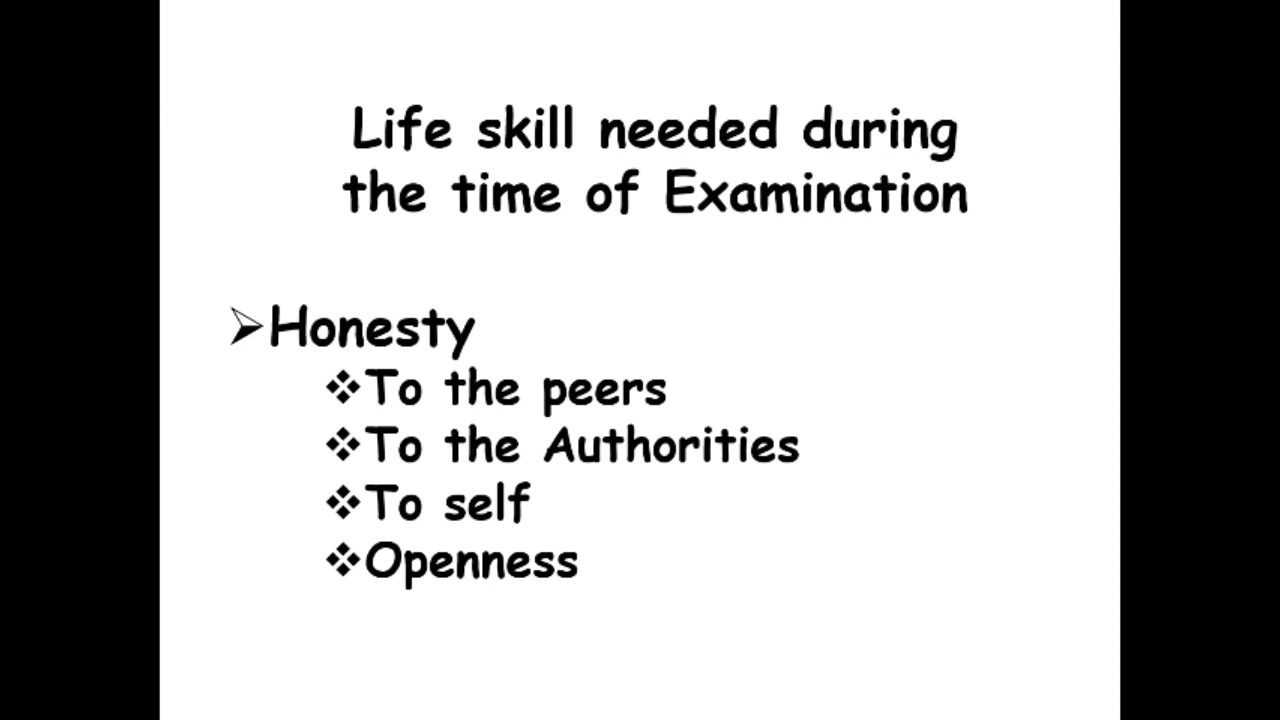 Life skill needed during
the time of Examination
➢Honesty
❖To the peers
❖To the Authorities
❖To self
❖Openness